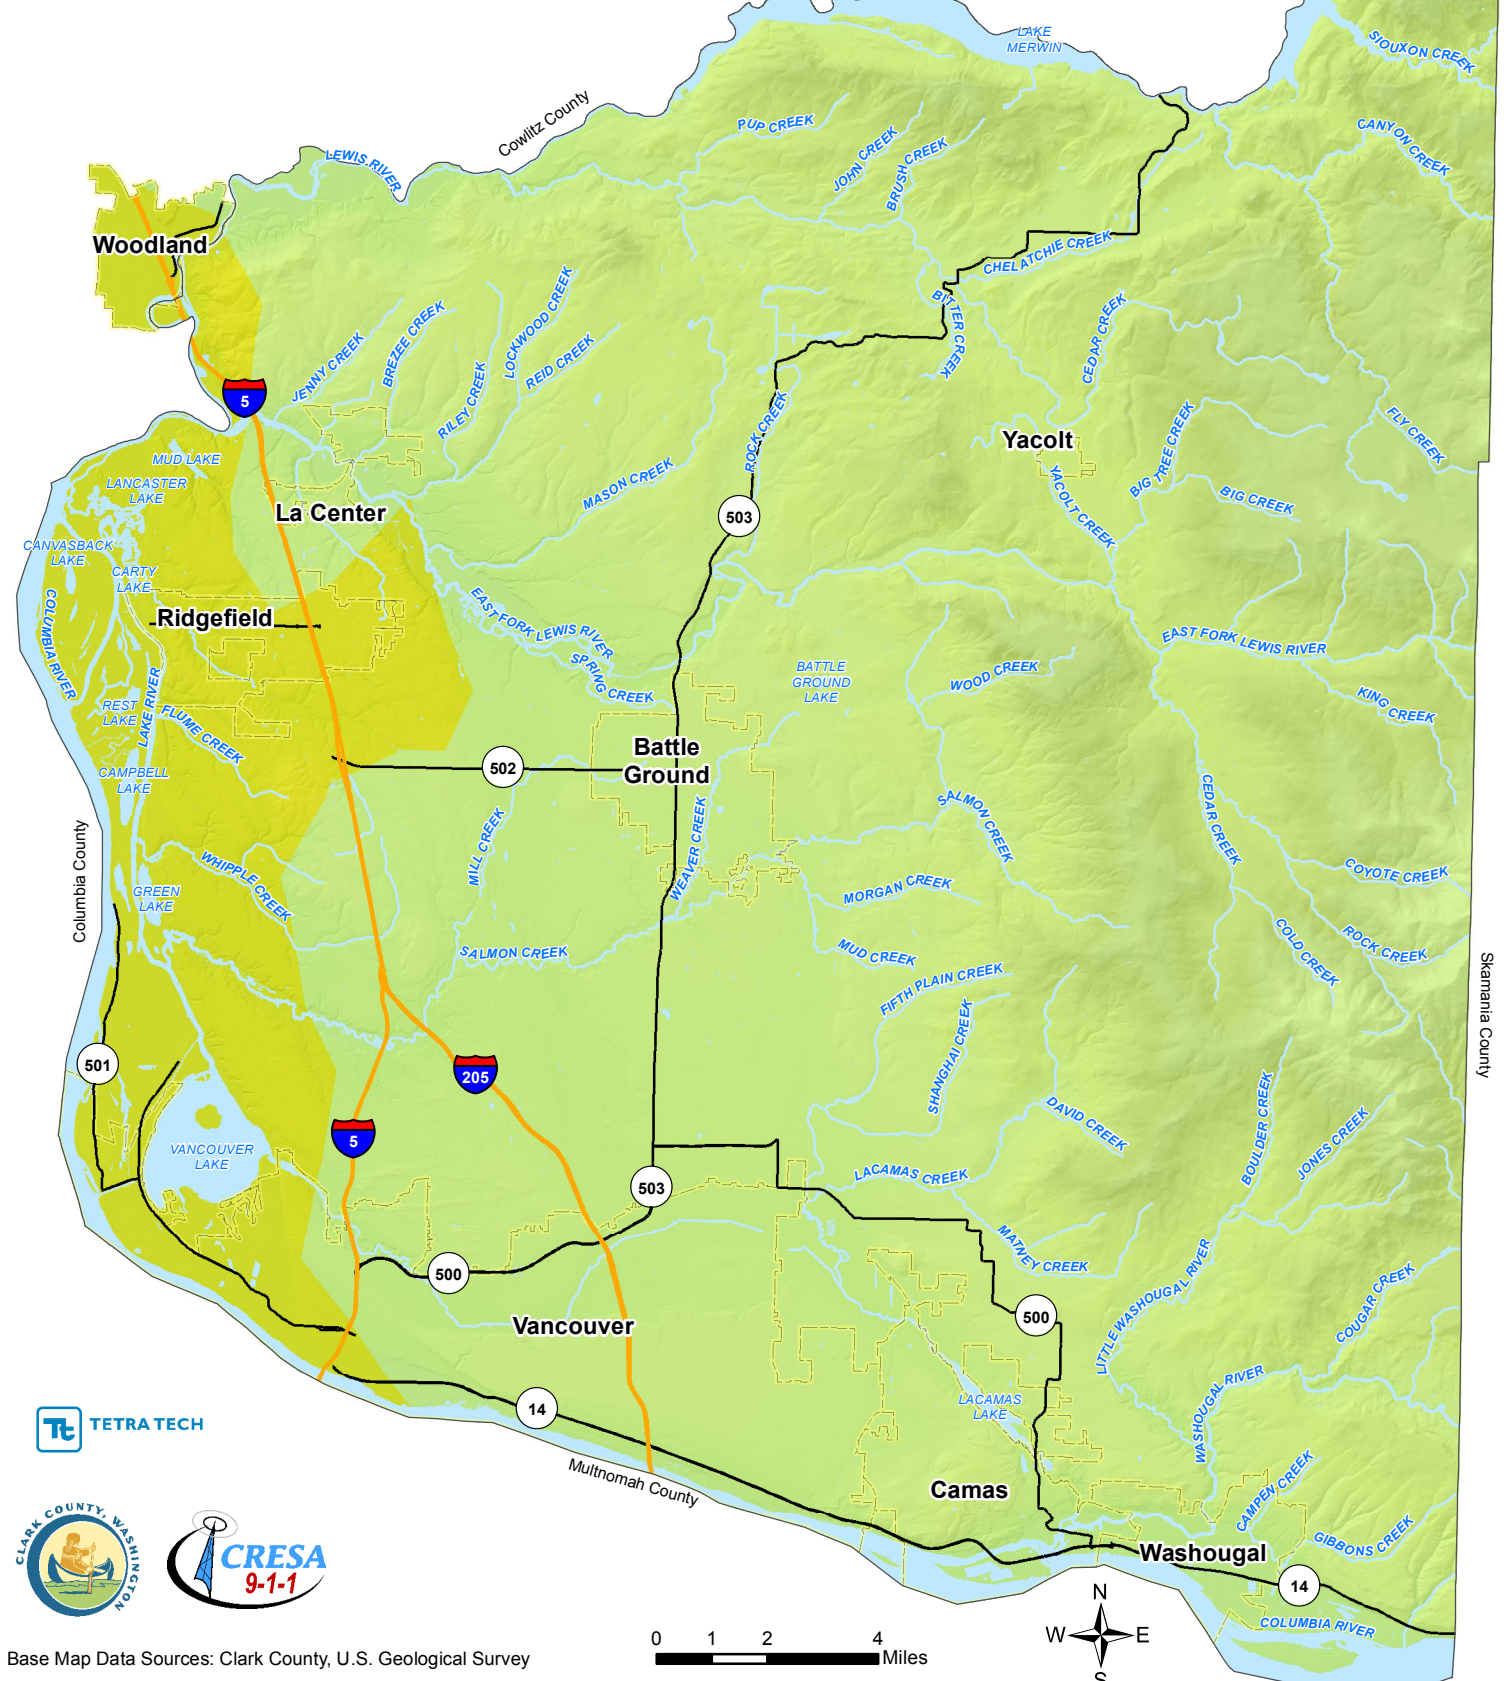 LAKE
MERWIN
SIOUXON CREEK
PUP CREEK
CANYON CREEK
Cowlitz County
JOHN CREEK
BRUSH CREEK
LEWIS RIVER
Woodland
CHELATCHIE CREEK
BITTER CREEK
CREEK
CEDAR CREEK
LOCKWOOD CREEK
BREZEE CREEK
JENNY CREEK
REID CREEK
RILEY CREEK
5
ROCK CREEK
FLY CREEK
BIG TREE CREEK
Yacolt
MUD LAKE
LANCASTER
LAKE
MASON CREEK
YACOLT CREEK
BIG CREEK
La Center
503
CANVASBACK
LAKE
CARTY
LAKE
COLUMBIA RIVER
Ridgefield
EAST FORK LEWIS RIVER
EAST FORK LEWIS RIVER
SPRING CREEK
BATTLE
GROUND
LAKE
WOOD CREEK
KING CREEK
REST
LAKE
LAKE RIVER
FLUME CREEK
Battle
Ground
502
CAMPBELL
LAKE
SALMON CREEK
CEDAR CREEK
MILL CREEK
WEAVER CREEK
Columbia County
WHIPPLE CREEK
GREEN
LAKE
MORGAN CREEK
COYOTE CREEK
COLD CREEK
ROCK CREEK
SALMON CREEK
MUD CREEK
FIFTH PLAIN CREEK
SHANGHAI CREEK
Skamania County
501
205
5
DAVID CREEK
BOULDER CREEK
JONES CREEK
VANCOUVER
LAKE
LACAMAS CREEK
503
MATNEY CREEK
LITTLE WASHOUGAL RIVER
COUGAR CREEK
500
500
Vancouver
WASHOUGAL RIVER
LACAMAS
LAKE
14
Tt
TETRA TECH
Multnomah County
Camas
CAMPEN CREEK
GIBBONS CREEK
CLARK COUNTY, WASHINGTON
CRESA
9-1-1
Washougal
14
COLUMBIA RIVER
N
W E
S
0 1 2 4
Miles
Base Map Data Sources: Clark County, U.S. Geological Survey